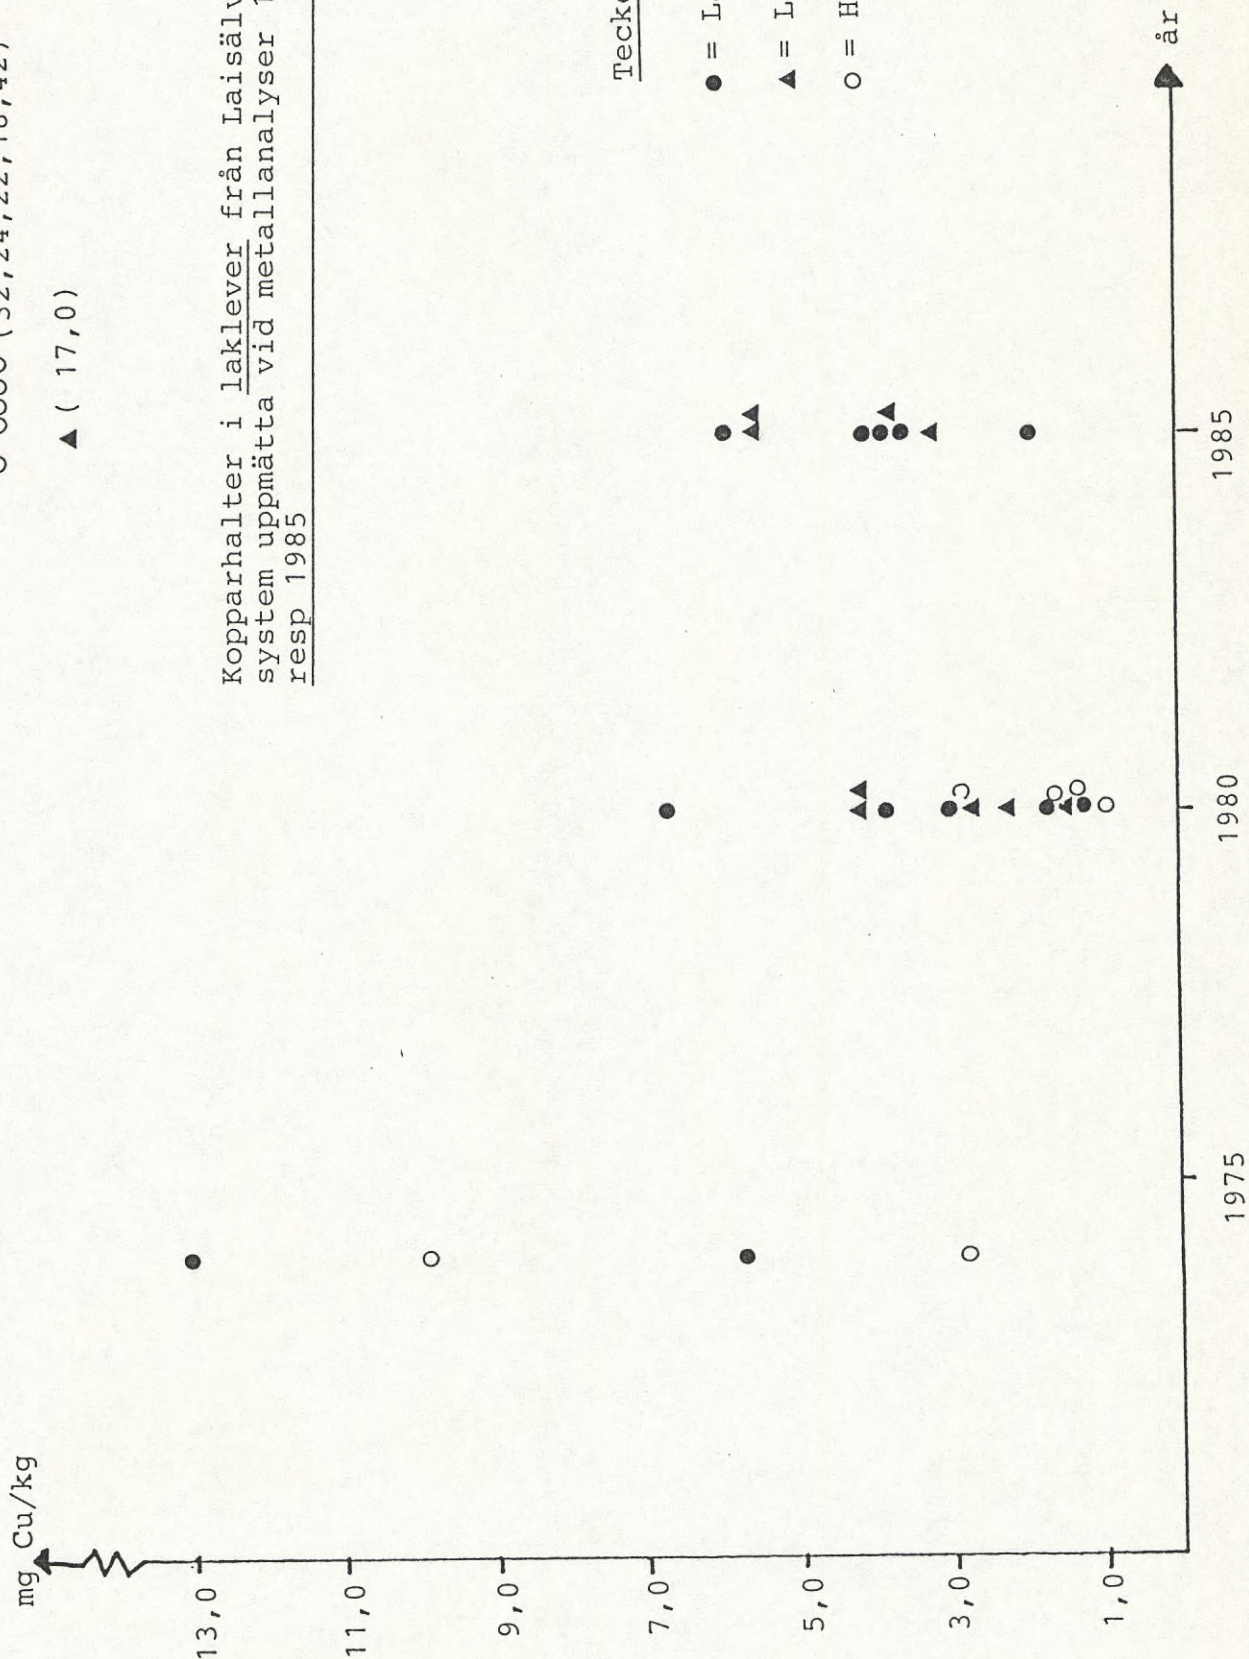 mg Cu/kg
▲ ( 17,0)
Kopparhalter i laklever från Laisälv
system uppmätta vid metallanalyser
resp 1985
13,0
11,0
9,0
7,0
5,0
3,0
1,0
Teck
● = L
▲ = L
○ = H
1975
1980
1985
år